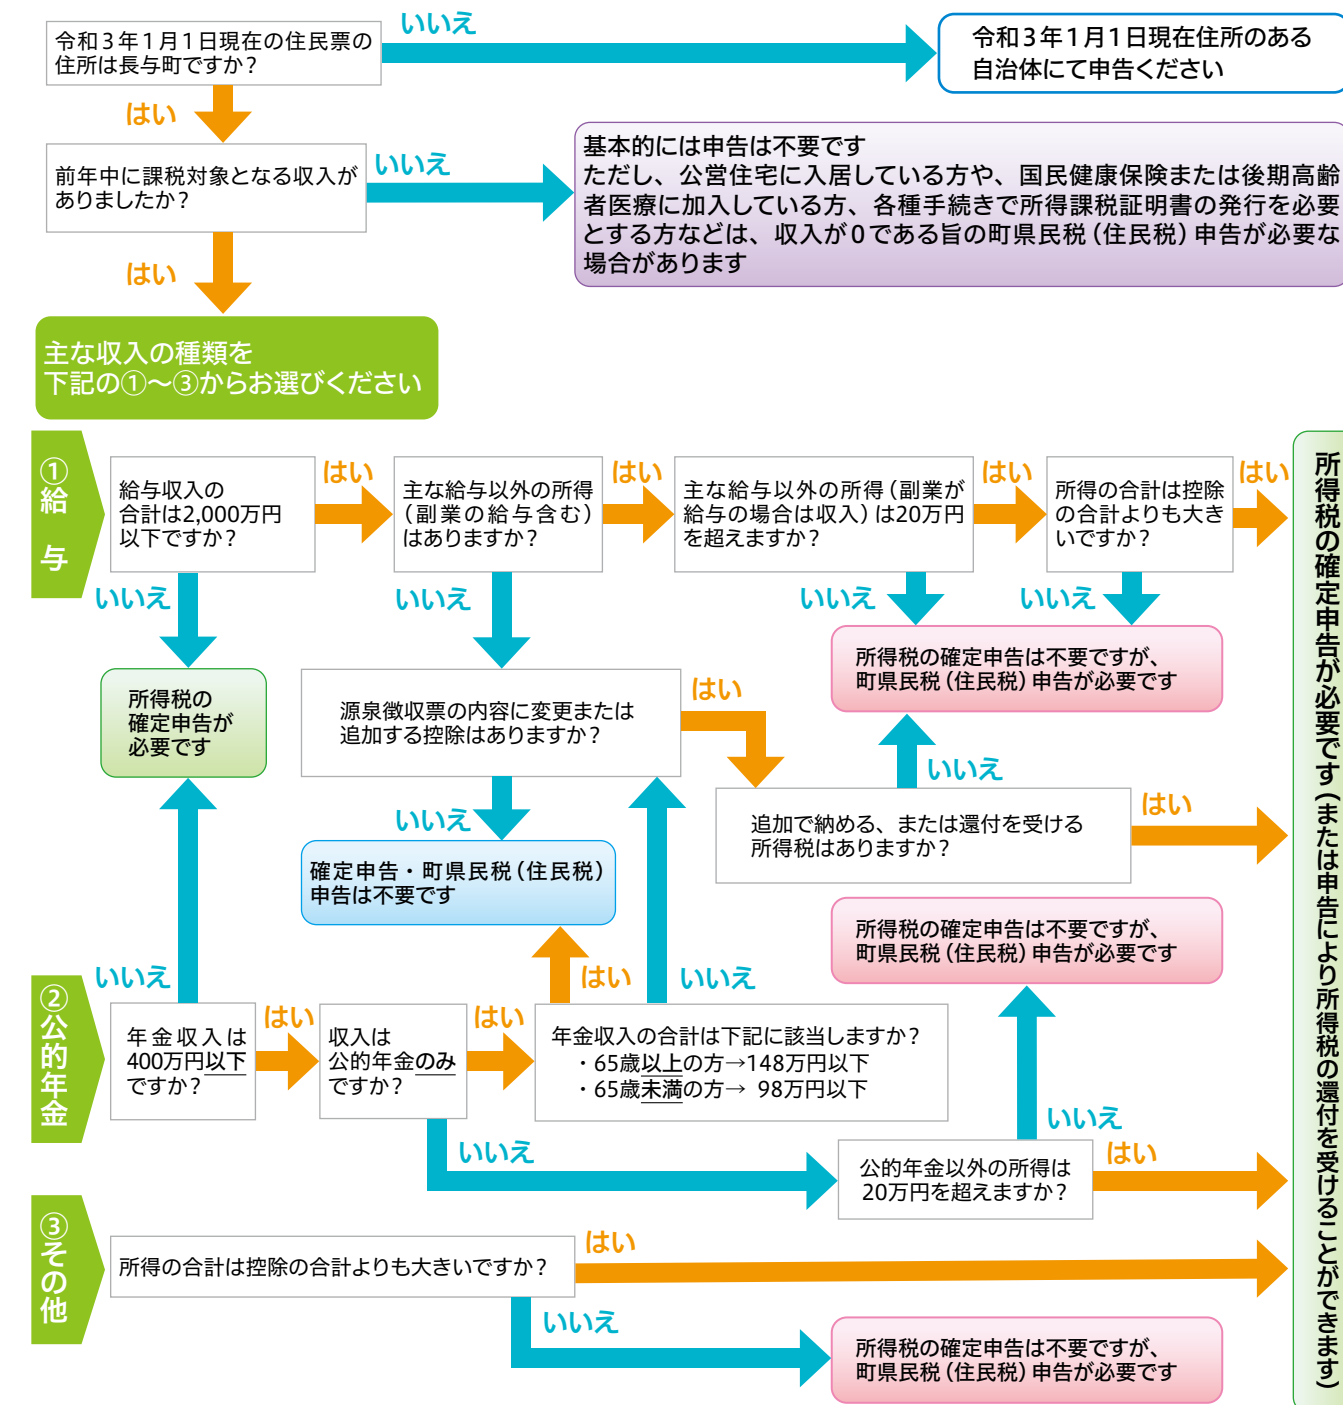 令和3年1月1日現在の住民票の
住所は長与町ですか？
いいえ
令和3年1月1日現在住所のある
自治体にて申告ください
はい
前年中に課税対象となる収入が
ありましたか？
いいえ
基本的には申告は不要です
ただし、公営住宅に入居している方や、国民健康保険または後期高齢
者医療に加入している方、各種手続きで所得課税証明書の発行を必要
とする方などは、収入が0である旨の町県民税（住民税）申告が必要な
場合があります
はい
主な収入の種類を
下記の①～③からお選びください
①給与
給与収入の
合計は2,000万円
以下ですか？
はい
主な給与以外の所得
（副業の給与含む）
はありますか？
はい
主な給与以外の所得（副業が
給与の場合は収入）は20万円
を超えますか？
はい
所得の合計は控除
の合計よりも大き
いですか？
はい
所得税の確定申告が必要です（または申告により所得税の還付を受けることができます）
いいえ
いいえ
いいえ
いいえ
所得税の
確定申告が
必要です
源泉徴収票の内容に変更または
追加する控除はありますか？
はい
所得税の確定申告は不要ですが、
町県民税（住民税）申告が必要です
いいえ
いいえ
追加で納める、または還付を受ける
所得税はありますか？
はい
確定申告・町県民税（住民税）
申告は不要です
所得税の確定申告は不要ですが、
町県民税（住民税）申告が必要です
②公的年金
いいえ
年金収入は
400万円以下
ですか？
はい
収入は
公的年金のみ
ですか？
はい
はい
いいえ
年金収入の合計は下記に該当しますか？
・65歳以上の方→148万円以下
・65歳未満の方→ 98万円以下
いいえ
いいえ
公的年金以外の所得は
20万円を超えますか？
はい
③その他
所得の合計は控除の合計よりも大きいですか？
はい
いいえ
所得税の確定申告は不要ですが、
町県民税（住民税）申告が必要です